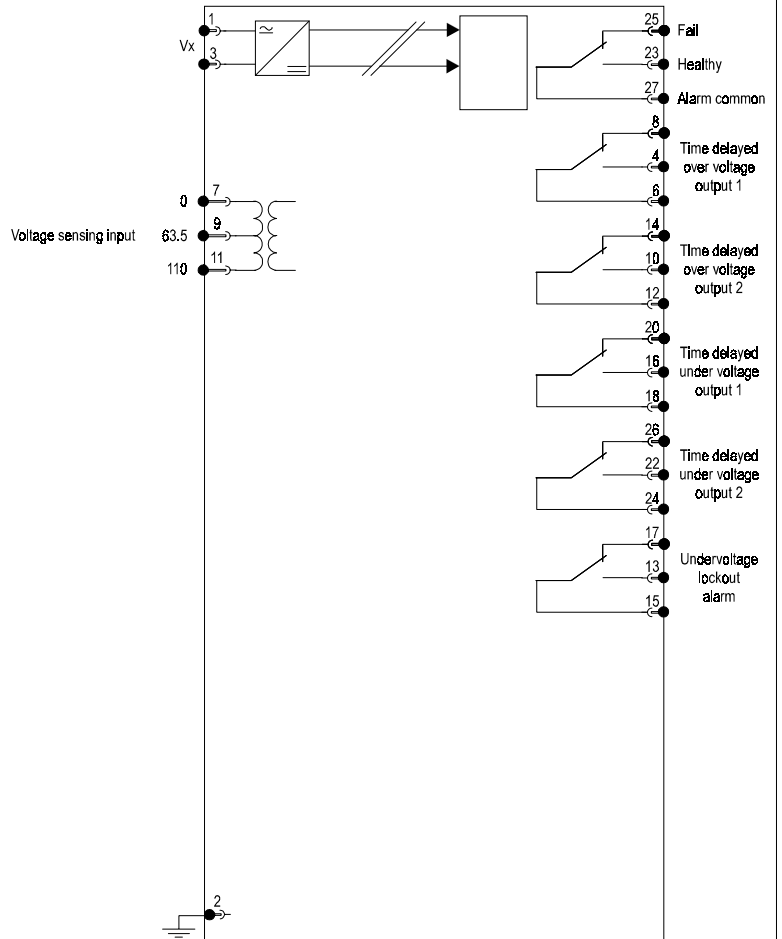 1
Vx
3
7
0
9
Voltage sensing input 63.5
11
110
2
25 Fail
23 Healthy
27 Alarm common
8
Time delayed
4
over voltage
output 1
6
14
Time delayed
10
over voltage
output 2
12
20
Time delayed
16
under voltage
output 1
18
26
Time delayed
22
under voltage
output 2
24
17
Undervoltage
13
lockout
alarm
15